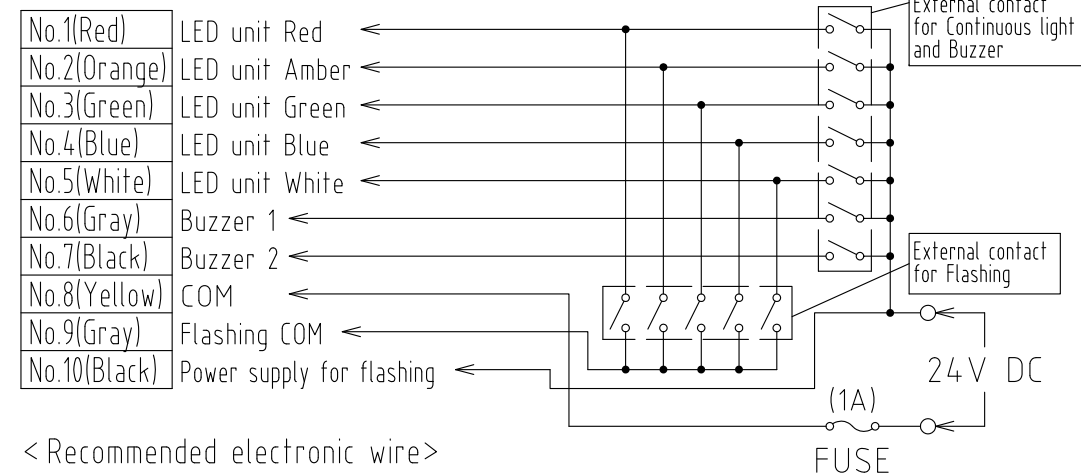 No.1(Red) LED unit Red
No.2(Orange) LED unit Amber
No.3(Green) LED unit Green
No.4(Blue) LED unit Blue
No.5(White) LED unit White
No.6(Gray) Buzzer 1
No.7(Black) Buzzer 2
No.8(Yellow) COM
No.9(Gray) Flashing COM
No.10(Black) Power supply for flashing
External contact
for Continuous light
and Buzzer
External contact
for Flashing
24V DC
(1A)
FUSE
<Recommended electronic wire>